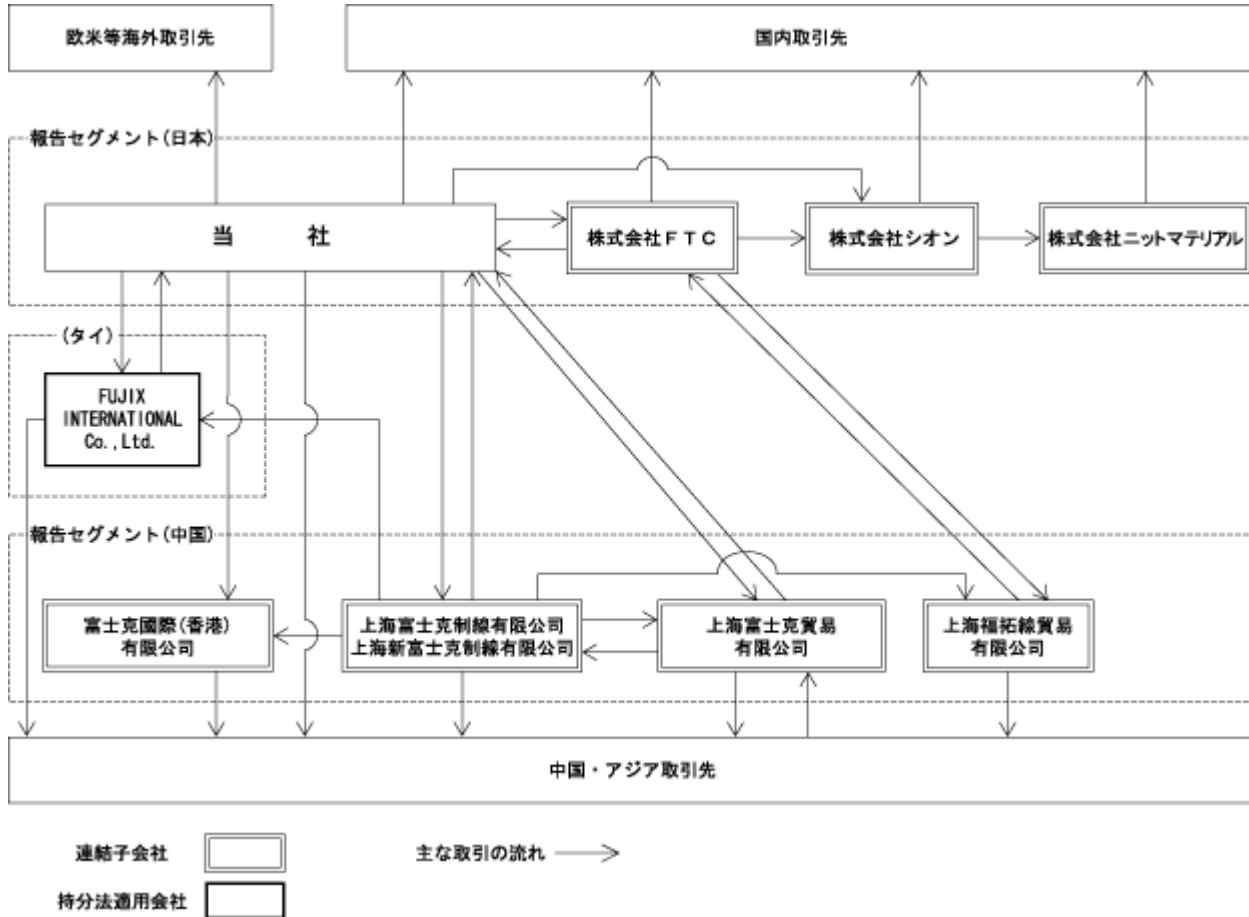 欧米等海外取引先
国内取引先
報告セグメント(日本)
当 社
株式会社FTC
株式会社シオン
株式会社ニットマテリアル
(タイ)
FUJIX
INTERNATIONAL
Co.,Ltd.
報告セグメント(中国)
富士克國際(香港)
有限公司
上海富士克制線有限公司
上海新富士克制線有限公司
上海富士克貿易
有限公司
上海福拓線貿易
有限公司
中国・アジア取引先
連結子会社
主な取引の流れ
持分法適用会社